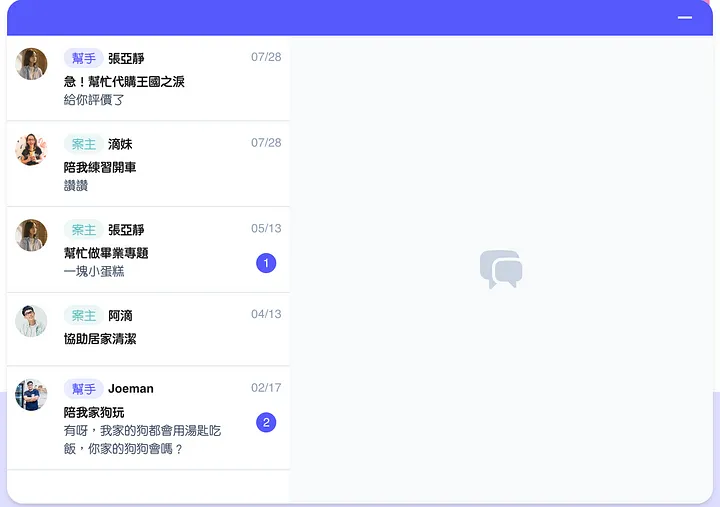 幫手 張亞靜 07/28
急！幫忙代購王國之淚
給你評價了
案主 滴妹 07/28
陪我練習開車
讚讚
案主 張亞靜 05/13
幫忙做畢業專題
一塊小蛋糕 1
案主 阿滴 04/13
協助居家清潔
幫手 Joeman 02/17
陪我家狗玩
有呀，我家的狗都會用湯匙吃 2
飯，你家的狗狗會嗎？